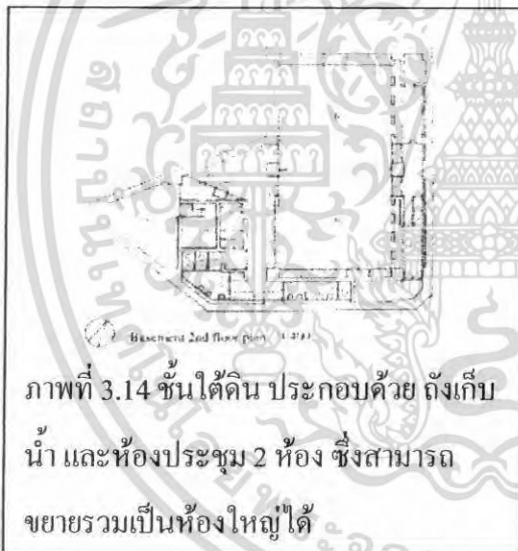 Basement 2nd floor plan
ภาพที่ 3.14 ชั้นใต้ดิน ประกอบด้วย ถังเก็บ
น้ำ และห้องประชุม 2 ห้อง ซึ่งสามารถ
ขยายรวมเป็นห้องใหญ่ได้